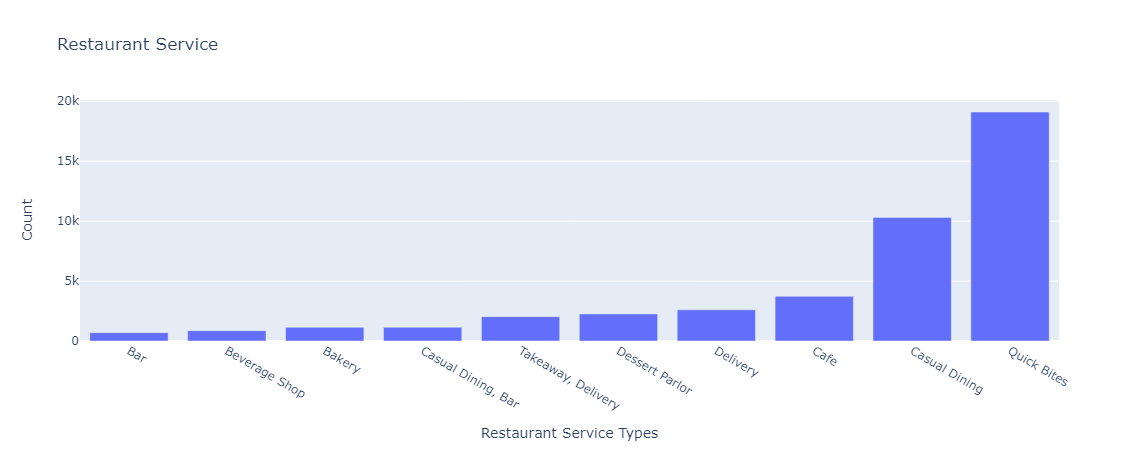 Restaurant Service
20k
15k
10k
5k
0
Count
Bar
Beverage Shop
Bakery
Casual Dining, Bar
Takeaway, Delivery
Dessert Parlor
Delivery
Cafe
Casual Dining
Quick Bites
Restaurant Service Types